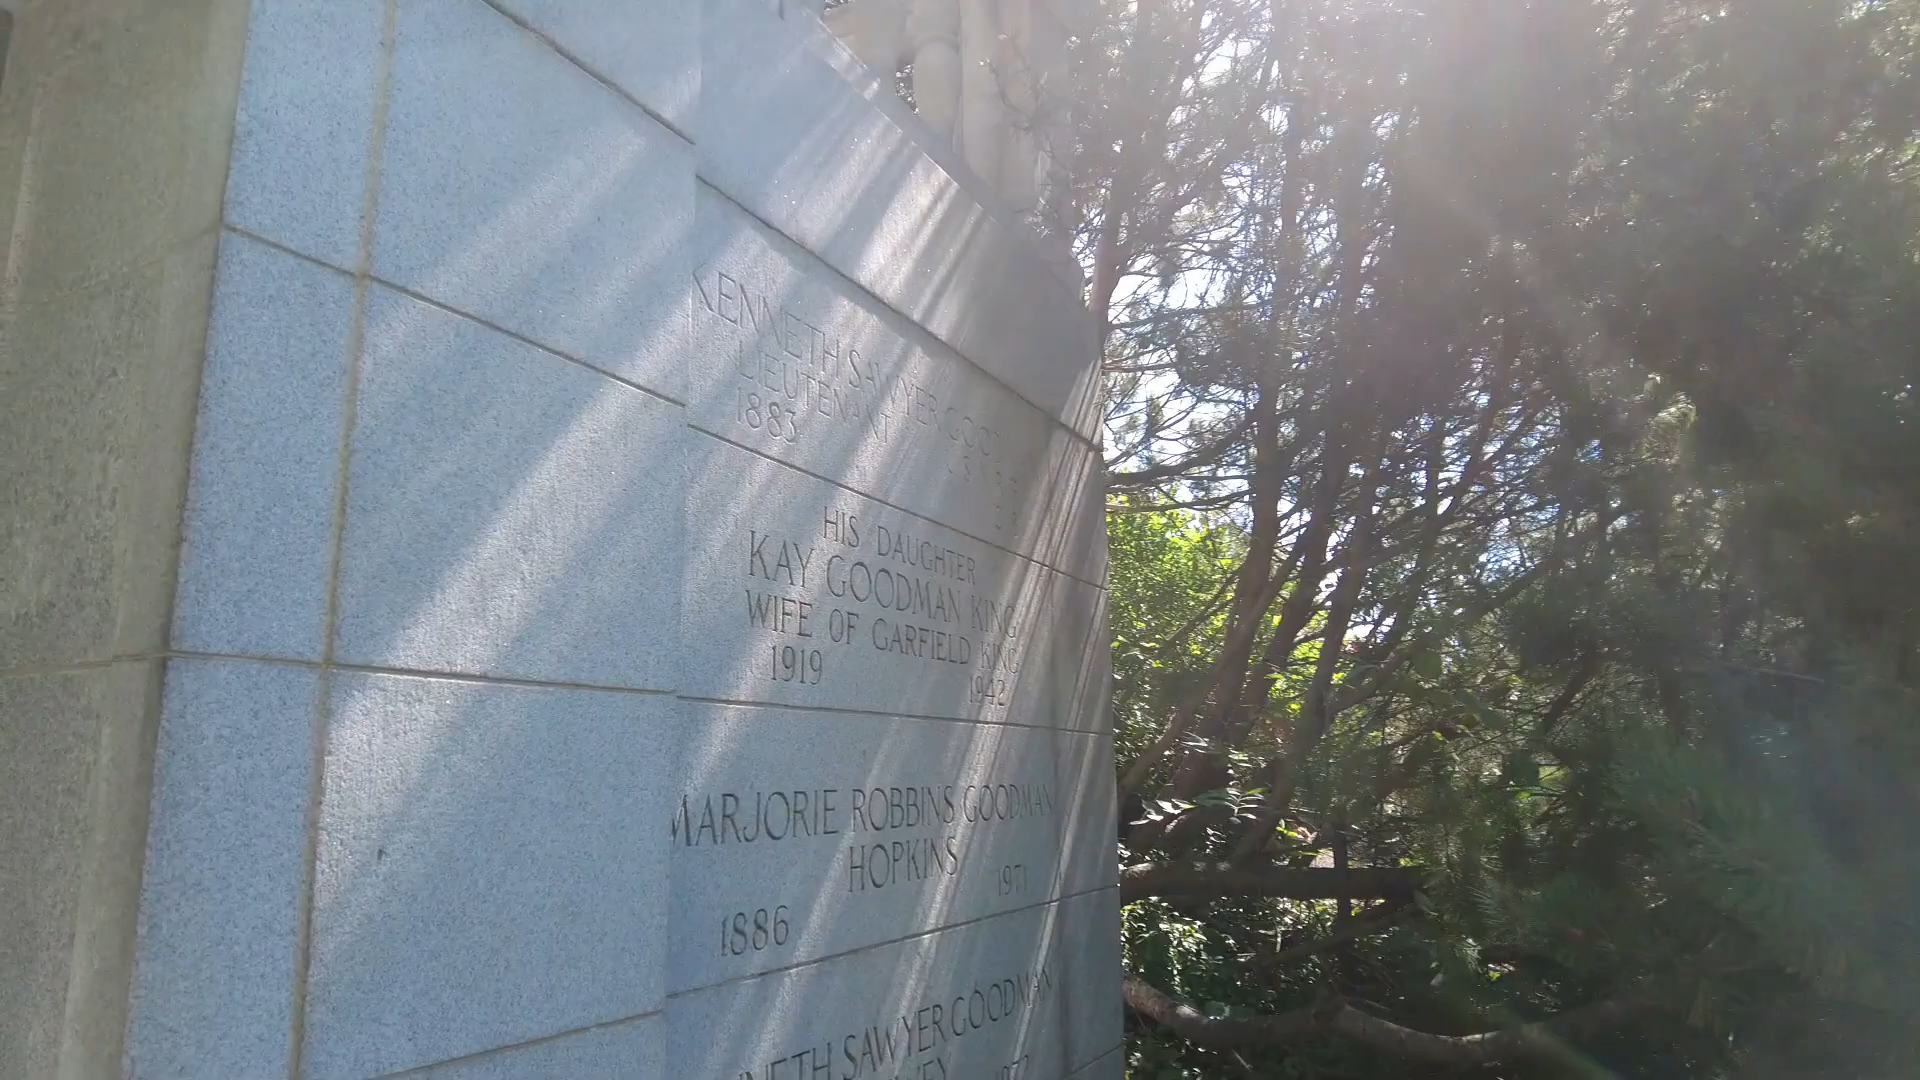 KENNETH SAWYER
LIEUTENANT
1883
HIS DAUGHTER
KAY GOODMAN KING
WIFE OF GARFIELD KING
1919 1942
MARJORIE ROBBINS GOODMAN
HOPKINS
1886 1971
SAWYER GOODMAN